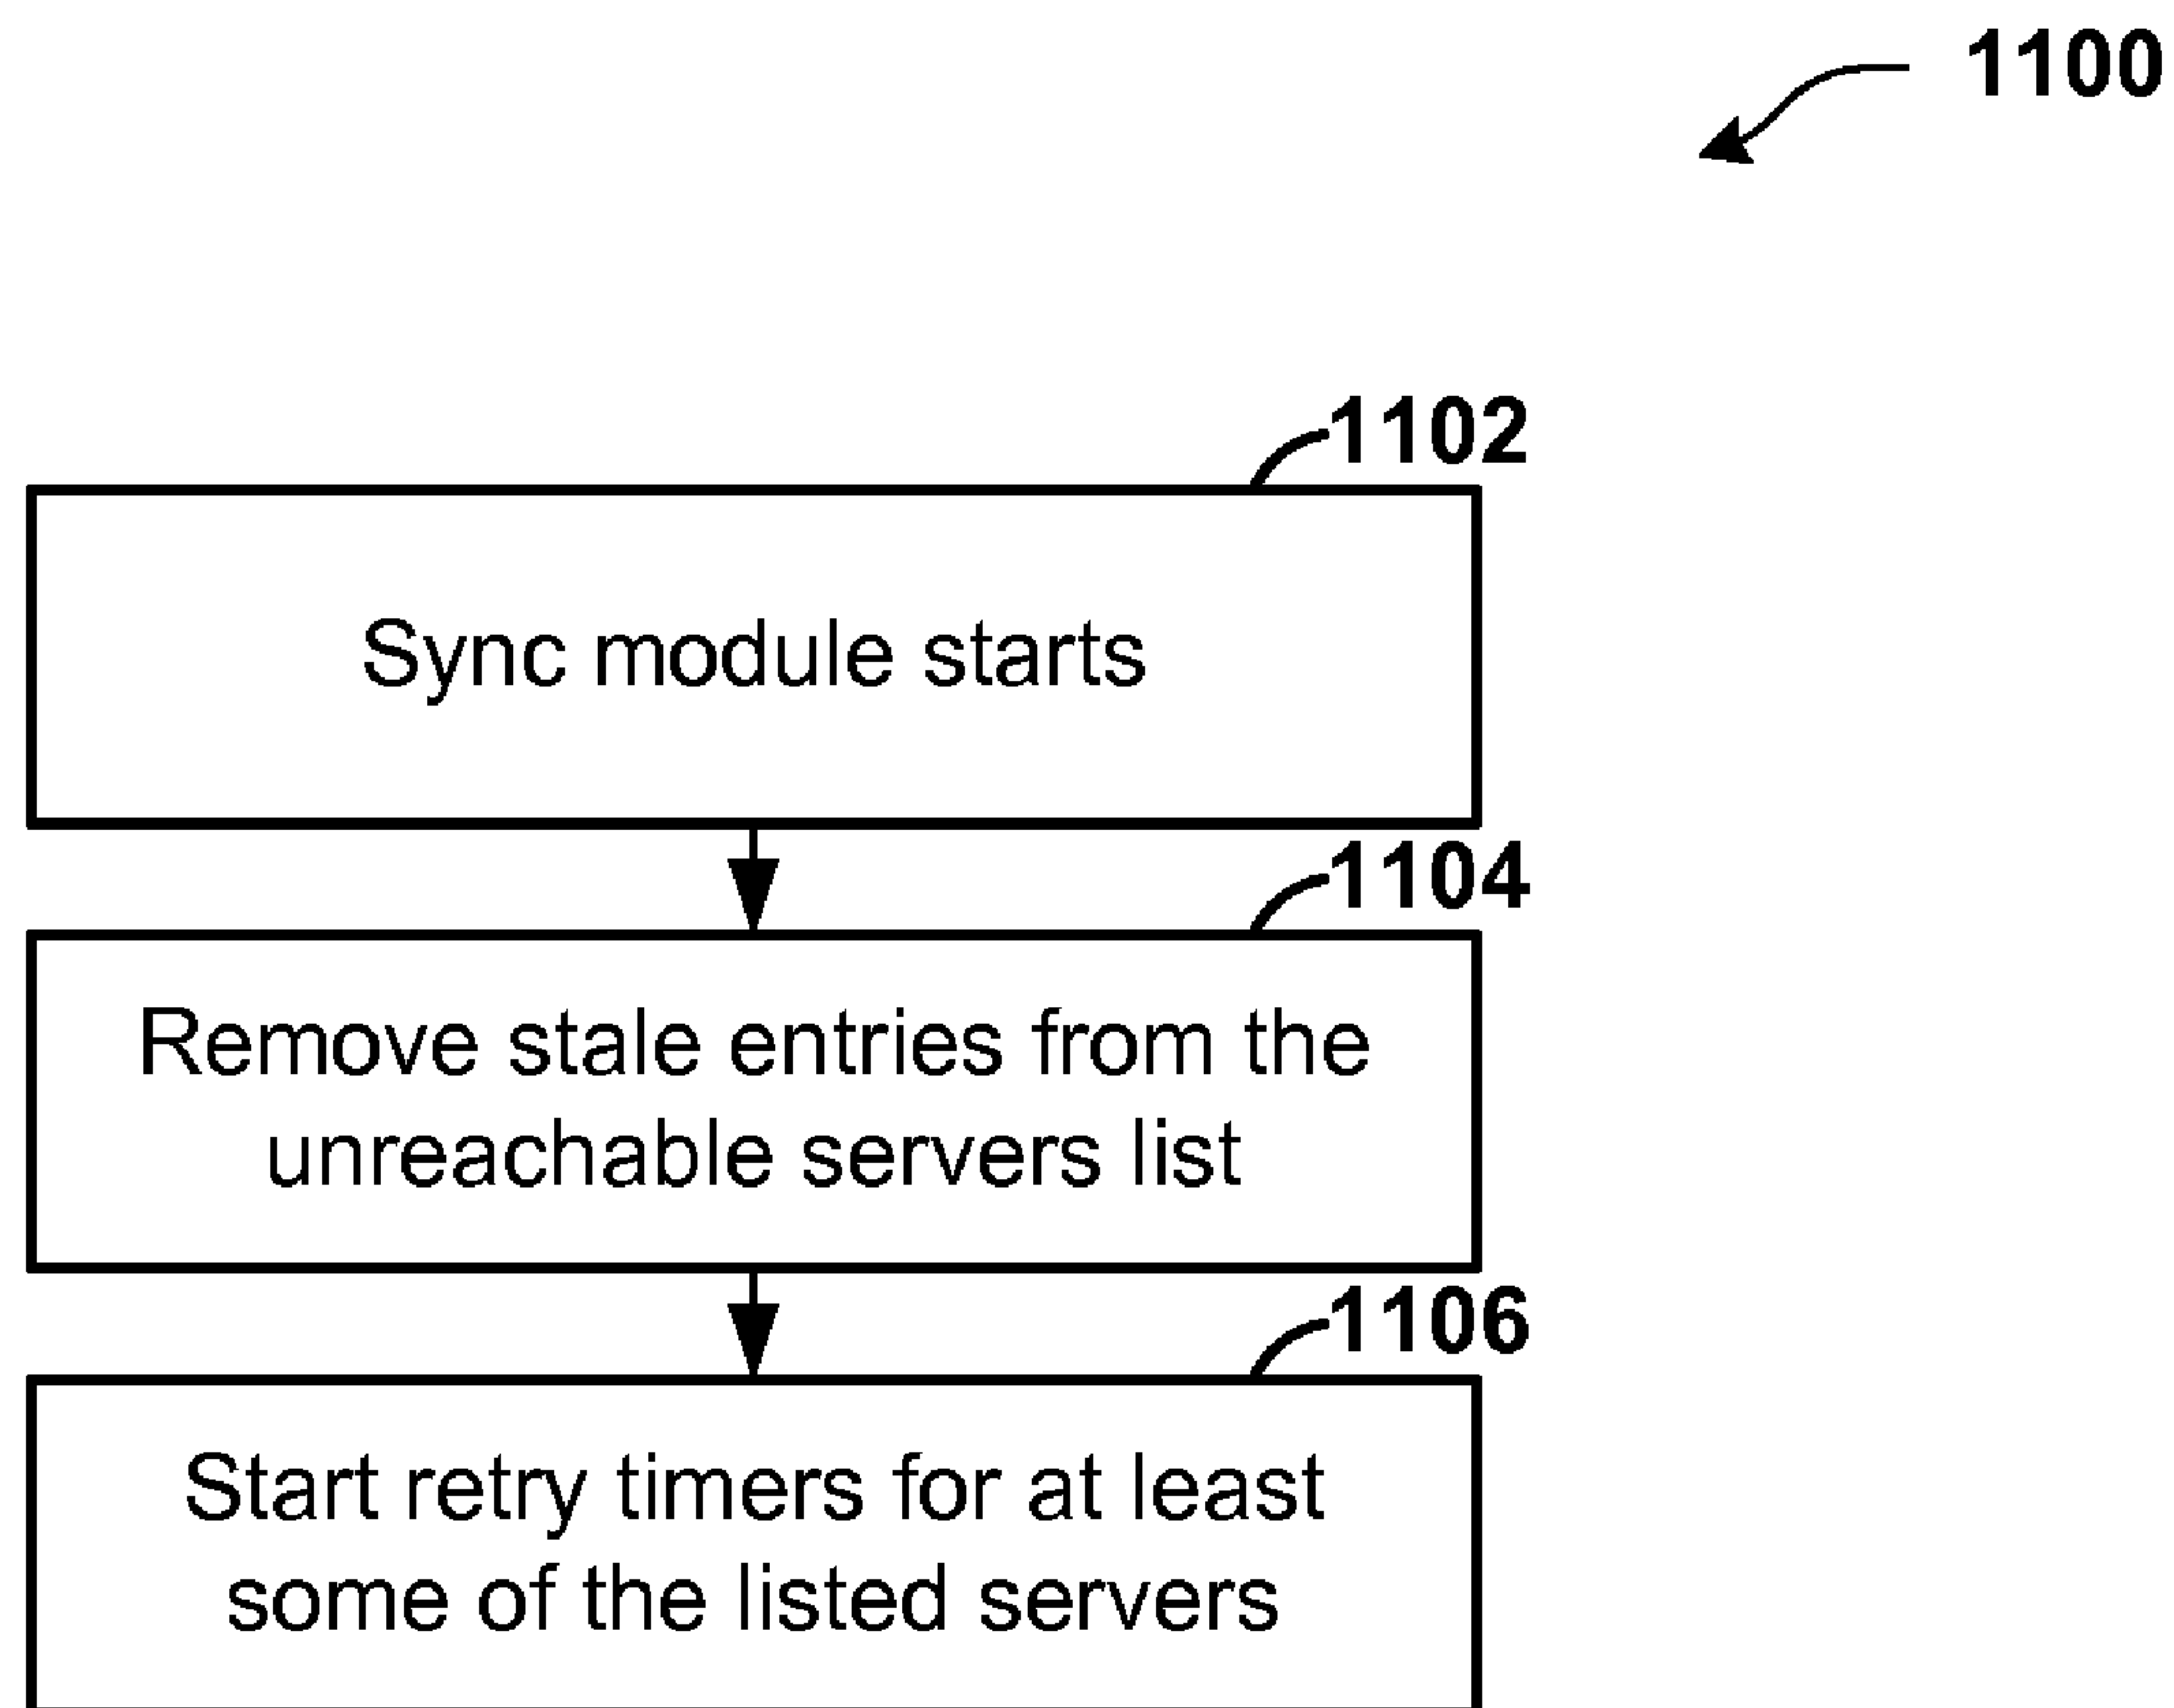 1100
1102
Sync module starts
1104
Remove stale entries from the
unreachable servers list
1106
Start retry timers for at least
some of the listed servers